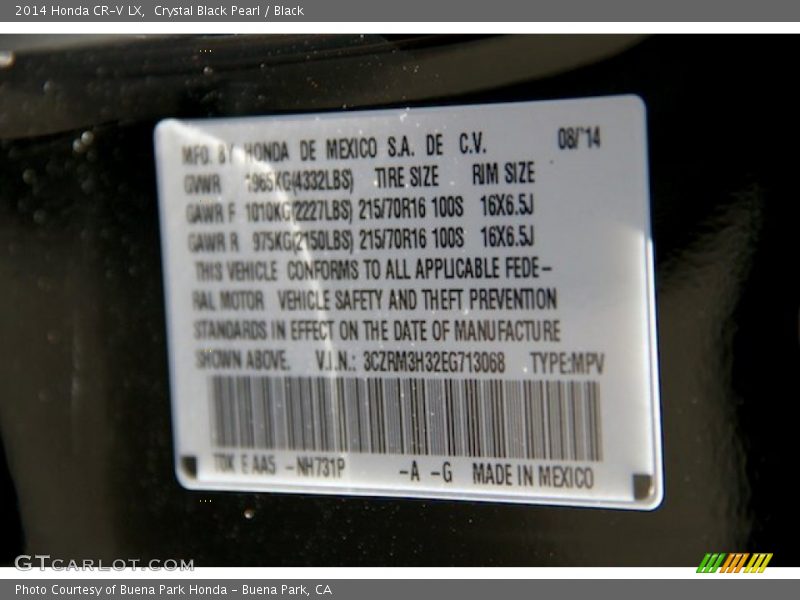 2014 Honda CR-V LX,  Crystal Black Pearl / Black
MFD. BY HONDA DE MEXICO S.A. DE C.V. 08/'14
GVWR 1965KG(4332LBS) TIRE SIZE RIM SIZE
GAWR F 1010KG(2227LBS) 215/70R16 100S 16X6.5J
GAWR R 975KG(2150LBS) 215/70R16 100S 16X6.5J
THIS VEHICLE CONFORMS TO ALL APPLICABLE FEDE-
RAL MOTOR VEHICLE SAFETY AND THEFT PREVENTION
STANDARDS IN EFFECT ON THE DATE OF MANUFACTURE
SHOWN ABOVE. V.I.N.: 3CZRM3H32EG713068 TYPE:MPV
T0K E AA5 -NH731P -A -G MADE IN MEXICO
GTCARLOT.COM
Photo Courtesy of Buena Park Honda - Buena Park, CA